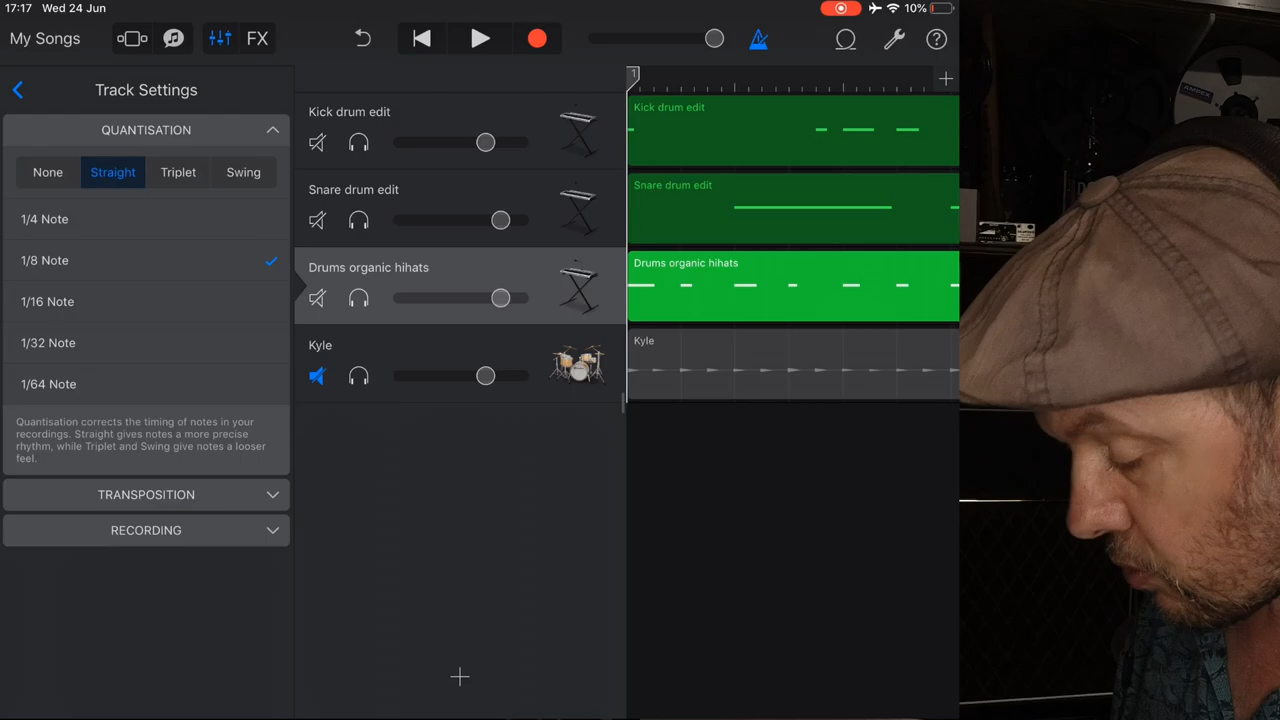 17:17 Wed 24 Jun
10%
My Songs
FX
Track Settings
QUANTISATION
None
Straight
Triplet
Swing
1/4 Note
1/8 Note
1/16 Note
1/32 Note
1/64 Note
Quantisation corrects the timing of notes in your
recordings. Straight gives notes a more precise
rhythm, while Triplet and Swing give notes a looser
feel.
TRANSPOSITION
RECORDING
Kick drum edit
Snare drum edit
Drums organic hihats
Kyle
1
Kick drum edit
Snare drum edit
Drums organic hihats
Kyle
AMPEX